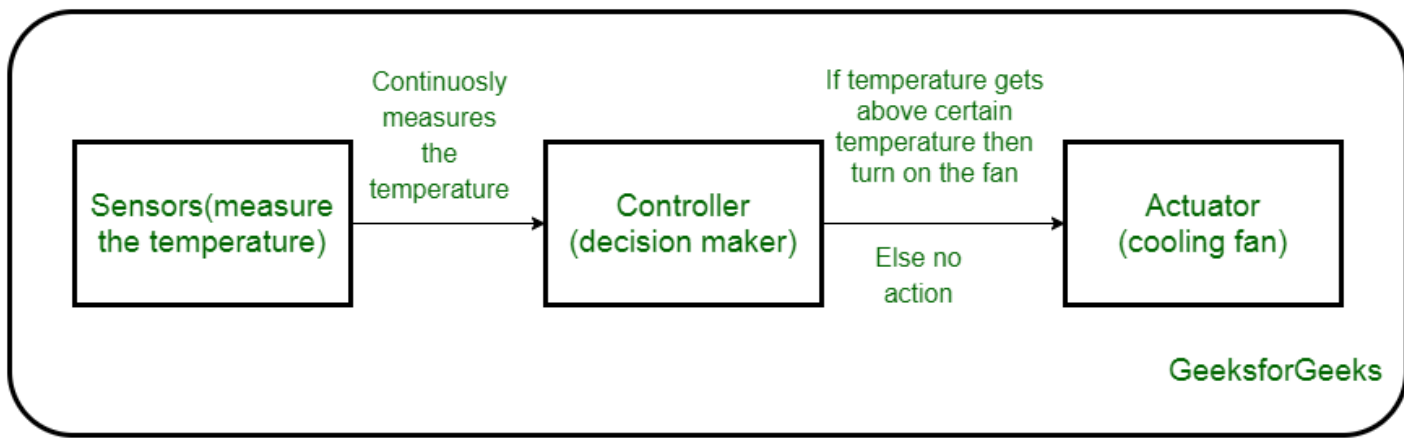 Continuosly
measures
the
temperature
If temperature gets
above certain
temperature then
turn on the fan
Sensors(measure
the temperature)
Controller
(decision maker)
Actuator
(cooling fan)
Else no
action
GeeksforGeeks